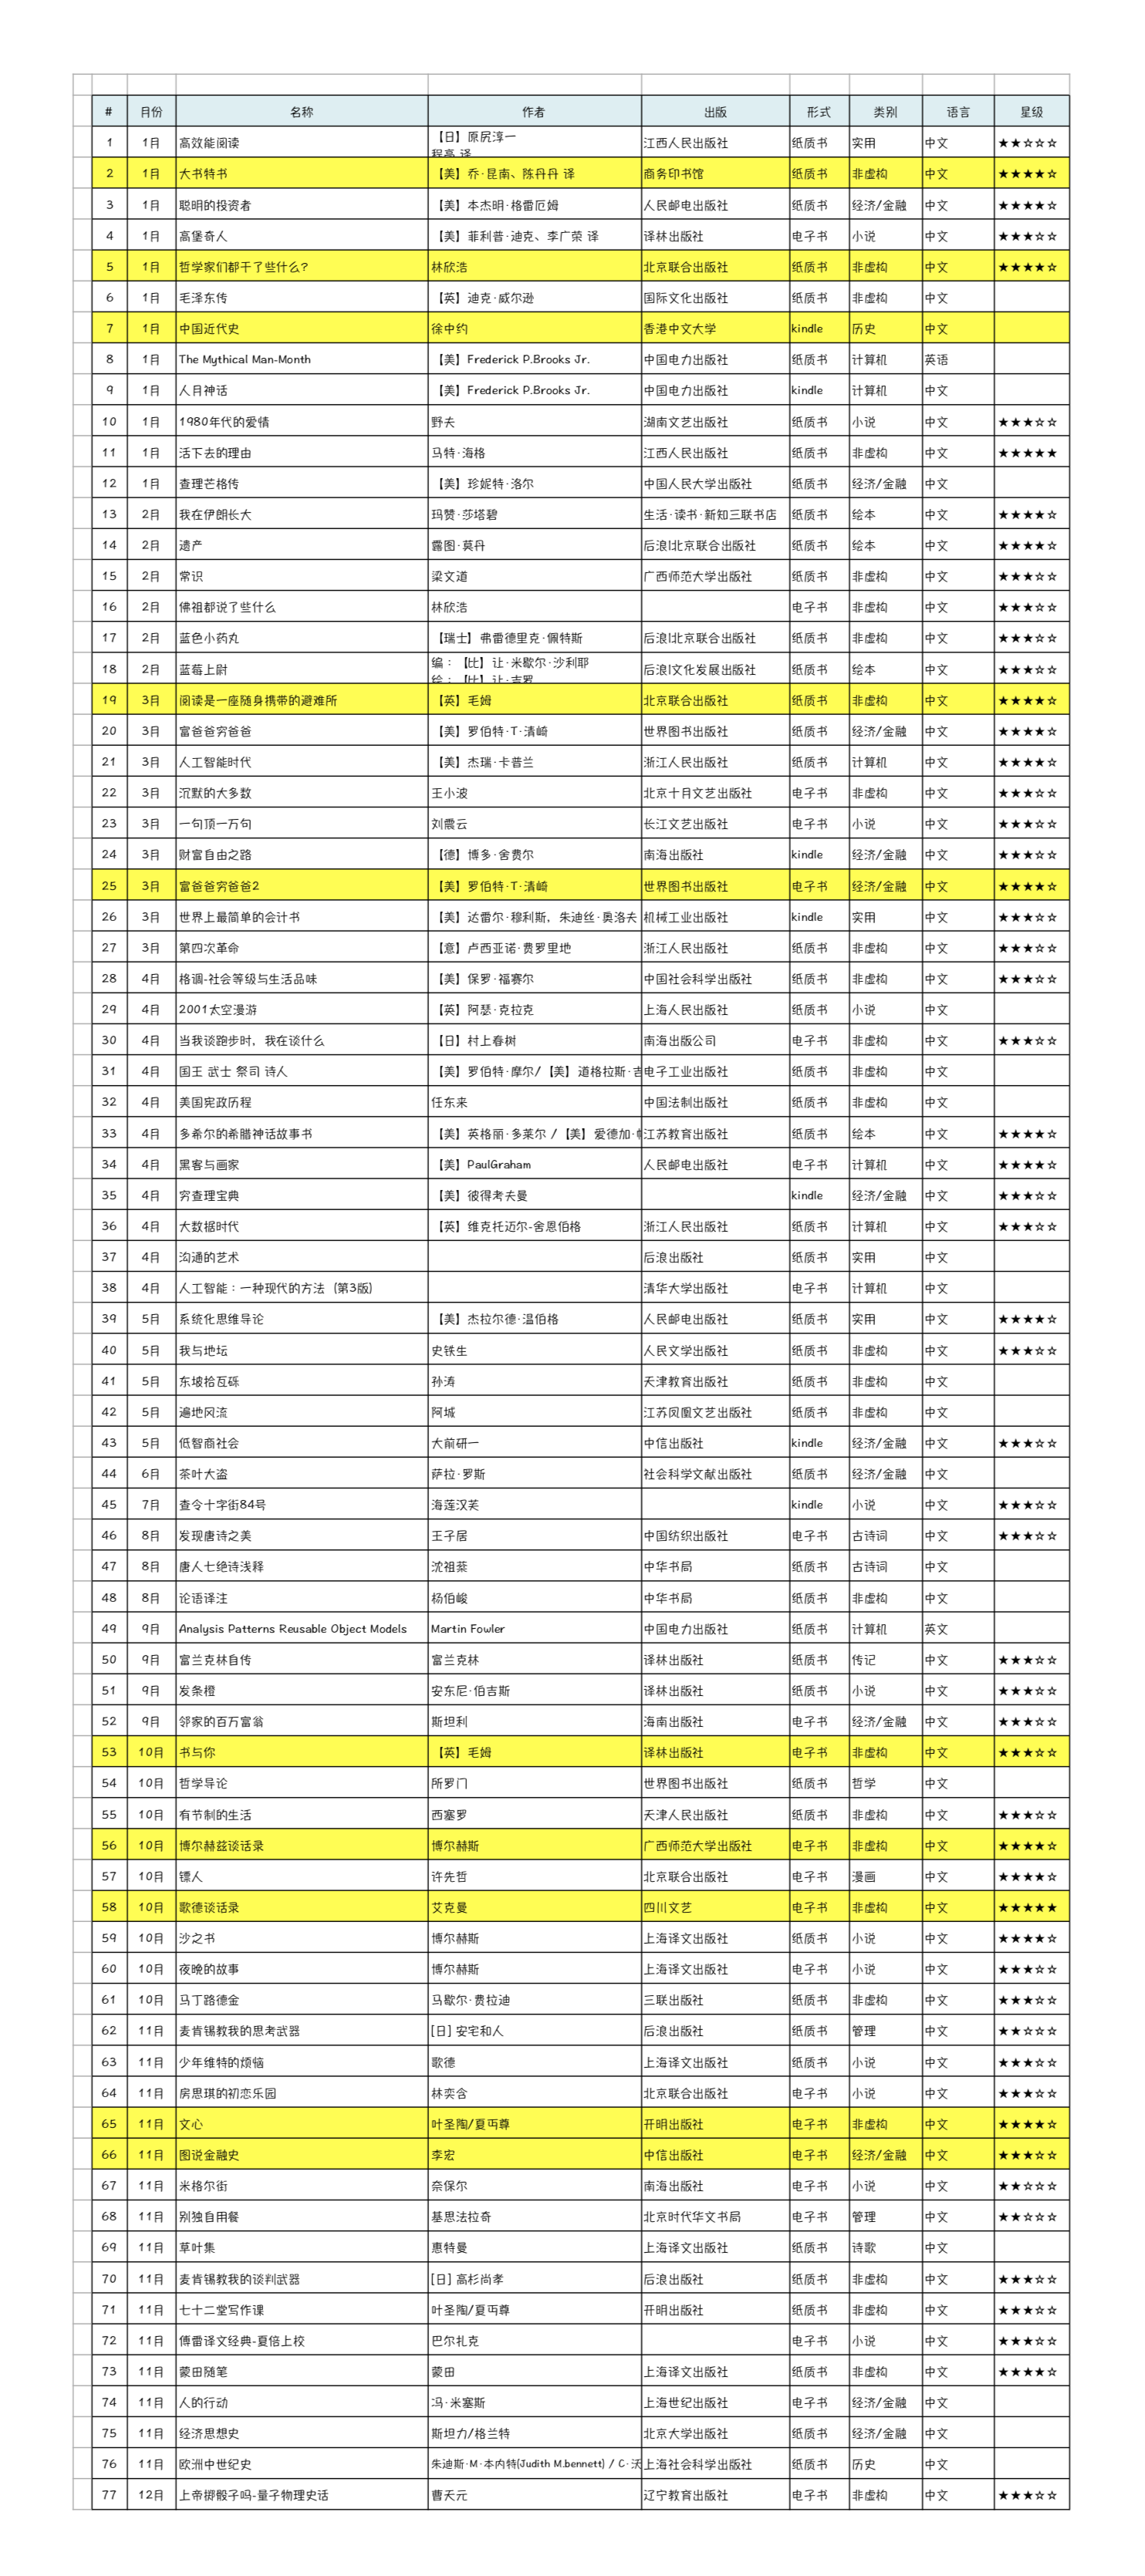 # 月份 名称 作者 出版 形式 类别 语言 星级
1 1月 高效能阅读 【日】原尻淳一 江西人民出版社 纸质书 实用 中文 ★★☆☆☆
程亮 译
2 1月 大书特书 【美】乔·昆南、陈丹丹 译 商务印书馆 纸质书 非虚构 中文 ★★★★☆
3 1月 聪明的投资者 【美】本杰明·格雷厄姆 人民邮电出版社 纸质书 经济/金融 中文 ★★★★☆
4 1月 高堡奇人 【美】菲利普·迪克、李广荣 译 译林出版社 电子书 小说 中文 ★★★☆☆
5 1月 哲学家们都干了些什么? 林欣浩 北京联合出版社 纸质书 非虚构 中文 ★★★★☆
6 1月 毛泽东传 【英】迪克·威尔逊 国际文化出版社 纸质书 非虚构 中文
7 1月 中国近代史 徐中约 香港中文大学 kindle 历史 中文
8 1月 The Mythical Man-Month 【美】Frederick P.Brooks Jr. 中国电力出版社 纸质书 计算机 英语
9 1月 人月神话 【美】Frederick P.Brooks Jr. 中国电力出版社 kindle 计算机 中文
10 1月 1980年代的爱情 野夫 湖南文艺出版社 纸质书 小说 中文 ★★★☆☆
11 1月 活下去的理由 马特·海格 江西人民出版社 纸质书 非虚构 中文 ★★★★★
12 1月 查理芒格传 【美】珍妮特·洛尔 中国人民大学出版社 纸质书 经济/金融 中文
13 2月 我在伊朗长大 玛赞·莎塔碧 生活·读书·新知三联书店 纸质书 绘本 中文 ★★★★☆
14 2月 遗产 露图·莫丹 后浪|北京联合出版社 纸质书 绘本 中文 ★★★★☆
15 2月 常识 梁文道 广西师范大学出版社 纸质书 非虚构 中文 ★★★☆☆
16 2月 佛祖都说了些什么 林欣浩 电子书 非虚构 中文 ★★★☆☆
17 2月 蓝色小药丸 【瑞士】弗雷德里克·佩特斯 后浪|北京联合出版社 纸质书 非虚构 中文 ★★★☆☆
18 2月 蓝莓上尉 编：【比】让·米歇尔·沙利耶 后浪|文化发展出版社 纸质书 绘本 中文 ★★★☆☆
绘：【比】让·吉罗
19 3月 阅读是一座随身携带的避难所 【英】毛姆 北京联合出版社 纸质书 非虚构 中文 ★★★★☆
20 3月 富爸爸穷爸爸 【美】罗伯特·T·清崎 世界图书出版社 纸质书 经济/金融 中文 ★★★★☆
21 3月 人工智能时代 【美】杰瑞·卡普兰 浙江人民出版社 纸质书 计算机 中文 ★★★★☆
22 3月 沉默的大多数 王小波 北京十月文艺出版社 电子书 非虚构 中文 ★★★☆☆
23 3月 一句顶一万句 刘震云 长江文艺出版社 电子书 小说 中文 ★★★☆☆
24 3月 财富自由之路 【德】博多·舍费尔 南海出版社 kindle 经济/金融 中文 ★★★☆☆
25 3月 富爸爸穷爸爸2 【美】罗伯特·T·清崎 世界图书出版社 电子书 经济/金融 中文 ★★★★☆
26 3月 世界上最简单的会计书 【美】达雷尔·穆利斯，朱迪丝·奥洛夫 机械工业出版社 kindle 实用 中文 ★★★☆☆
27 3月 第四次革命 【意】卢西亚诺·费罗里地 浙江人民出版社 纸质书 非虚构 中文 ★★★☆☆
28 4月 格调-社会等级与生活品味 【美】保罗·福赛尔 中国社会科学出版社 纸质书 非虚构 中文 ★★★☆☆
29 4月 2001太空漫游 【英】阿瑟·克拉克 上海人民出版社 纸质书 小说 中文
30 4月 当我谈跑步时，我在谈什么 【日】村上春树 南海出版公司 电子书 非虚构 中文 ★★★☆☆
31 4月 国王 武士 祭司 诗人 【美】罗伯特·摩尔/【美】道格拉斯·吉 电子工业出版社 纸质书 非虚构 中文
32 4月 美国宪政历程 任东来 中国法制出版社 纸质书 非虚构 中文
33 4月 多希尔的希腊神话故事书 【美】英格丽·多莱尔 /【美】爱德加· 江苏教育出版社 纸质书 绘本 中文 ★★★★☆
34 4月 黑客与画家 【美】PaulGraham 人民邮电出版社 电子书 计算机 中文 ★★★★☆
35 4月 穷查理宝典 【美】彼得考夫曼 kindle 经济/金融 中文 ★★★☆☆
36 4月 大数据时代 【英】维克托迈尔-舍恩伯格 浙江人民出版社 纸质书 计算机 中文 ★★★☆☆
37 4月 沟通的艺术 后浪出版社 纸质书 实用 中文
38 4月 人工智能：一种现代的方法（第3版） 清华大学出版社 电子书 计算机 中文
39 5月 系统化思维导论 【美】杰拉尔德·温伯格 人民邮电出版社 纸质书 实用 中文 ★★★★☆
40 5月 我与地坛 史铁生 人民文学出版社 纸质书 非虚构 中文 ★★★☆☆
41 5月 东坡拾瓦砾 孙涛 天津教育出版社 纸质书 非虚构 中文
42 5月 遍地风流 阿城 江苏凤凰文艺出版社 纸质书 非虚构 中文
43 5月 低智商社会 大前研一 中信出版社 kindle 经济/金融 中文 ★★★☆☆
44 6月 茶叶大盗 萨拉·罗斯 社会科学文献出版社 纸质书 经济/金融 中文
45 7月 查令十字街84号 海莲汉芙 kindle 小说 中文 ★★★☆☆
46 8月 发现唐诗之美 王子居 中国纺织出版社 电子书 古诗词 中文 ★★★☆☆
47 8月 唐人七绝诗浅释 沈祖棻 中华书局 纸质书 古诗词 中文
48 8月 论语译注 杨伯峻 中华书局 纸质书 非虚构 中文
49 9月 Analysis Patterns Reusable Object Models Martin Fowler 中国电力出版社 纸质书 计算机 英文
50 9月 富兰克林自传 富兰克林 译林出版社 纸质书 传记 中文 ★★★☆☆
51 9月 发条橙 安东尼·伯吉斯 译林出版社 纸质书 小说 中文 ★★★☆☆
52 9月 邻家的百万富翁 斯坦利 海南出版社 电子书 经济/金融 中文 ★★★☆☆
53 10月 书与你 【英】毛姆 译林出版社 电子书 非虚构 中文 ★★★☆☆
54 10月 哲学导论 所罗门 世界图书出版社 纸质书 哲学 中文
55 10月 有节制的生活 西塞罗 天津人民出版社 纸质书 非虚构 中文 ★★★☆☆
56 10月 博尔赫兹谈话录 博尔赫斯 广西师范大学出版社 电子书 非虚构 中文 ★★★★☆
57 10月 镖人 许先哲 北京联合出版社 电子书 漫画 中文 ★★★★☆
58 10月 歌德谈话录 艾克曼 四川文艺 电子书 非虚构 中文 ★★★★★
59 10月 沙之书 博尔赫斯 上海译文出版社 纸质书 小说 中文 ★★★★☆
60 10月 夜晚的故事 博尔赫斯 上海译文出版社 电子书 小说 中文 ★★★☆☆
61 10月 马丁路德金 马歇尔·费拉迪 三联出版社 纸质书 非虚构 中文 ★★★☆☆
62 11月 麦肯锡教我的思考武器 [日] 安宅和人 后浪出版社 纸质书 管理 中文 ★★☆☆☆
63 11月 少年维特的烦恼 歌德 上海译文出版社 纸质书 小说 中文 ★★★☆☆
64 11月 房思琪的初恋乐园 林奕含 北京联合出版社 电子书 小说 中文 ★★★☆☆
65 11月 文心 叶圣陶/夏丏尊 开明出版社 电子书 非虚构 中文 ★★★★☆
66 11月 图说金融史 李宏 中信出版社 电子书 经济/金融 中文 ★★★☆☆
67 11月 米格尔街 奈保尔 南海出版社 电子书 小说 中文 ★★☆☆☆
68 11月 别独自用餐 基思法拉奇 北京时代华文书局 电子书 管理 中文 ★★☆☆☆
69 11月 草叶集 惠特曼 上海译文出版社 纸质书 诗歌 中文
70 11月 麦肯锡教我的谈判武器 [日] 高杉尚孝 后浪出版社 纸质书 非虚构 中文 ★★★☆☆
71 11月 七十二堂写作课 叶圣陶/夏丏尊 开明出版社 纸质书 非虚构 中文 ★★★☆☆
72 11月 傅雷译文经典-夏倍上校 巴尔扎克 电子书 小说 中文 ★★★☆☆
73 11月 蒙田随笔 蒙田 上海译文出版社 纸质书 非虚构 中文 ★★★★☆
74 11月 人的行动 冯·米塞斯 上海世纪出版社 电子书 经济/金融 中文
75 11月 经济思想史 斯坦力/格兰特 北京大学出版社 纸质书 经济/金融 中文
76 11月 欧洲中世纪史 朱迪斯·M·本内特(Judith M.bennett) / C·沃 上海社会科学出版社 纸质书 历史 中文
77 12月 上帝掷骰子吗-量子物理史话 曹天元 辽宁教育出版社 电子书 非虚构 中文 ★★★☆☆